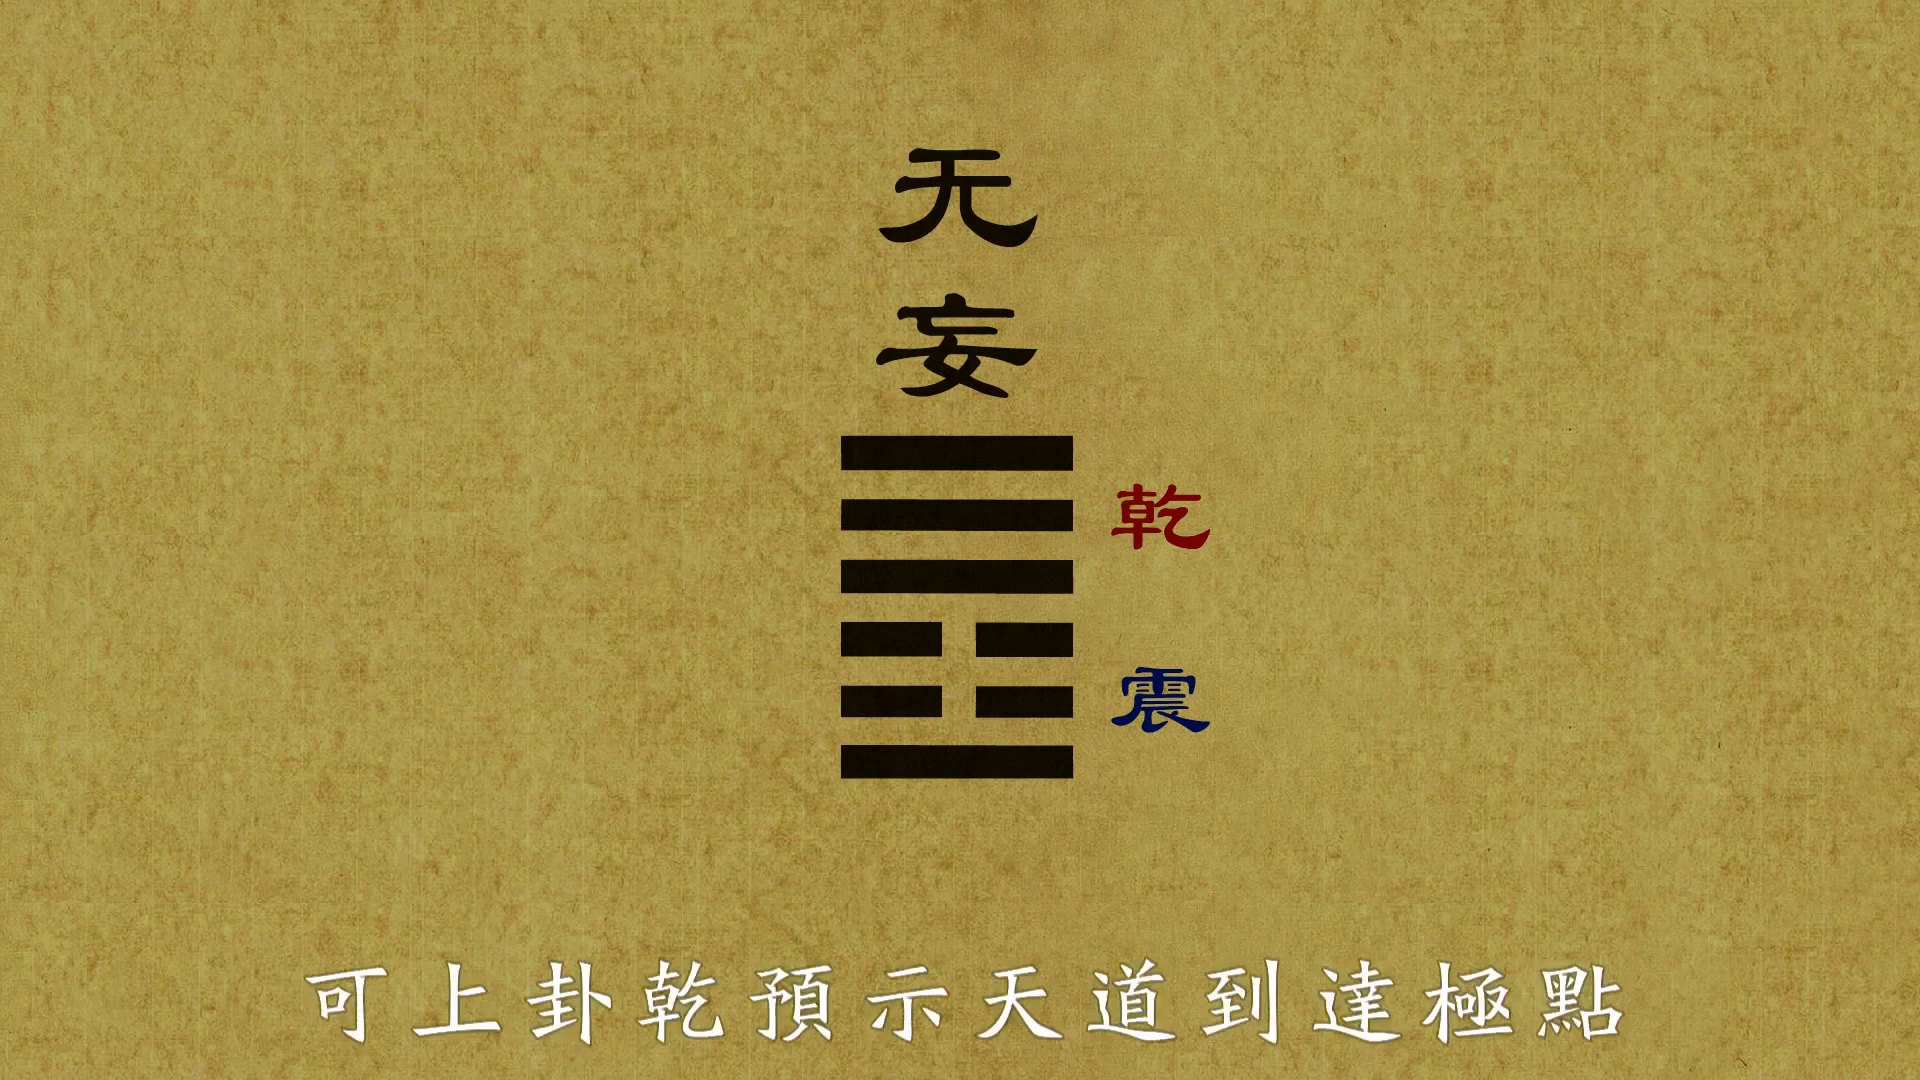 无
妄
乾
震
可上卦乾預示天道到達極點